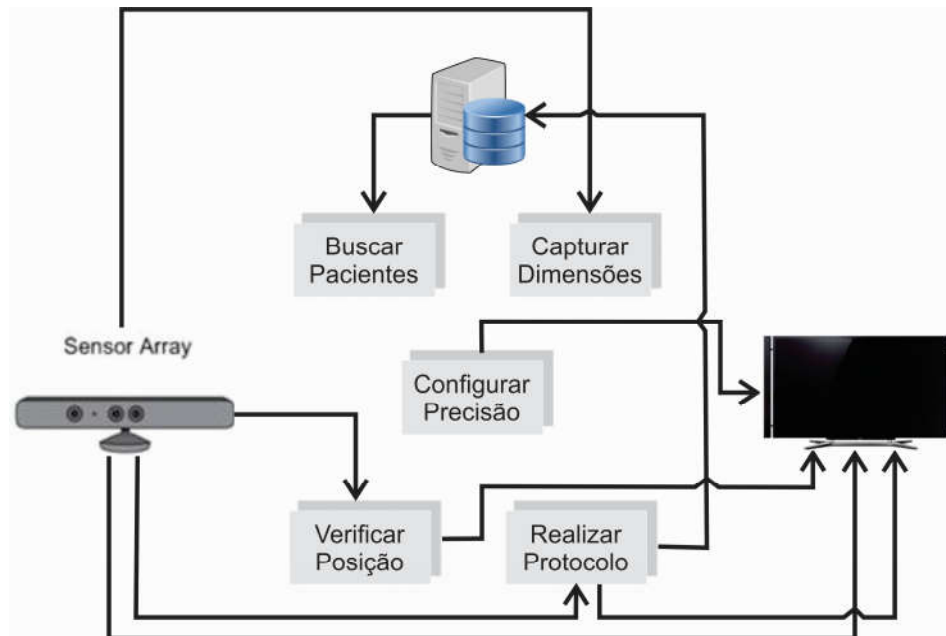 Buscar
Pacientes
Capturar
Dimensões
Sensor Array
Configurar
Precisão
Verificar
Posição
Realizar
Protocolo